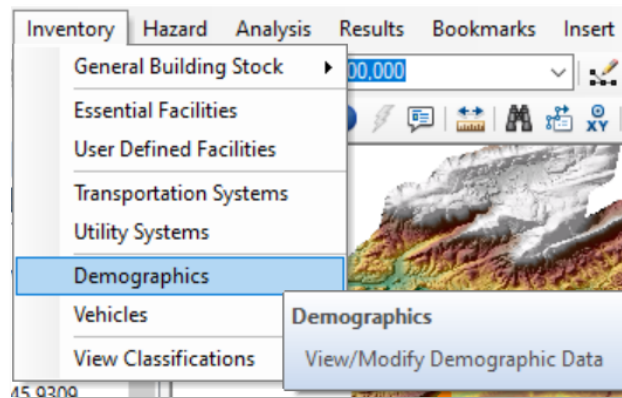 Inventory Hazard Analysis Results Bookmarks Insert
General Building Stock
00,000
Essential Facilities
XY
User Defined Facilities
Transportation Systems
Utility Systems
Demographics
Vehicles
Demographics
View/Modify Demographic Data
View Classifications
45.9309